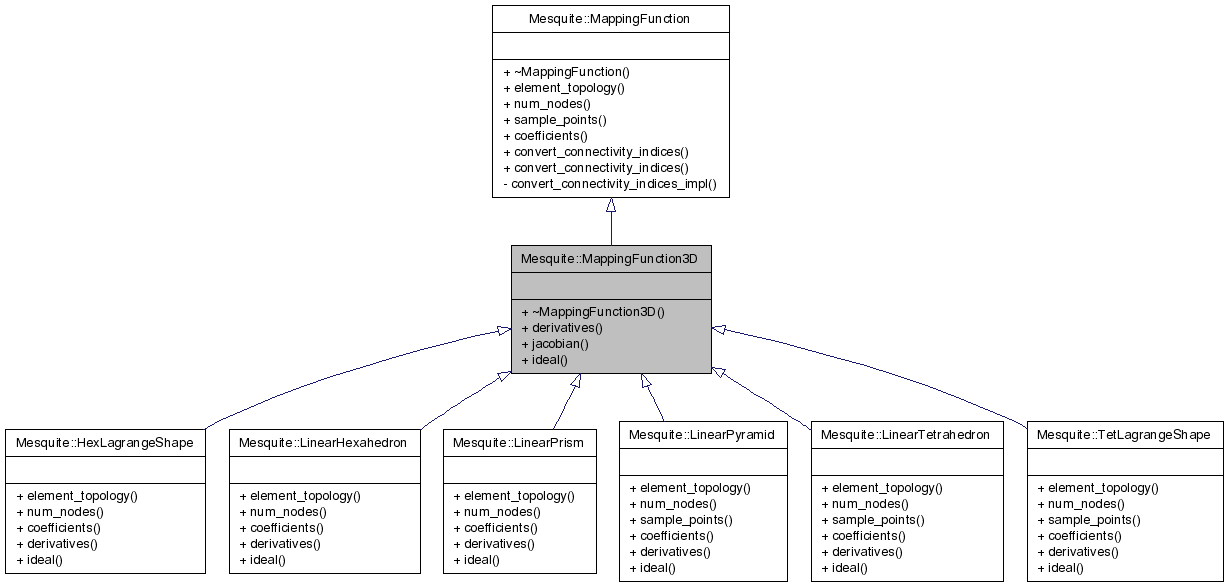 Mesquite::MappingFunction
+ ~MappingFunction()
+ element_topology()
+ num_nodes()
+ sample_points()
+ coefficients()
+ convert_connectivity_indices()
+ convert_connectivity_indices()
- convert_connectivity_indices_impl()
Mesquite::MappingFunction3D
+ ~MappingFunction3D()
+ derivatives()
+ jacobian()
+ ideal()
Mesquite::HexLagrangeShape
+ element_topology()
+ num_nodes()
+ coefficients()
+ derivatives()
+ ideal()
Mesquite::LinearHexahedron
+ element_topology()
+ num_nodes()
+ coefficients()
+ derivatives()
+ ideal()
Mesquite::LinearPrism
+ element_topology()
+ num_nodes()
+ coefficients()
+ derivatives()
+ ideal()
Mesquite::LinearPyramid
+ element_topology()
+ num_nodes()
+ sample_points()
+ coefficients()
+ derivatives()
+ ideal()
Mesquite::LinearTetrahedron
+ element_topology()
+ num_nodes()
+ sample_points()
+ coefficients()
+ derivatives()
+ ideal()
Mesquite::TetLagrangeShape
+ element_topology()
+ num_nodes()
+ sample_points()
+ coefficients()
+ derivatives()
+ ideal()